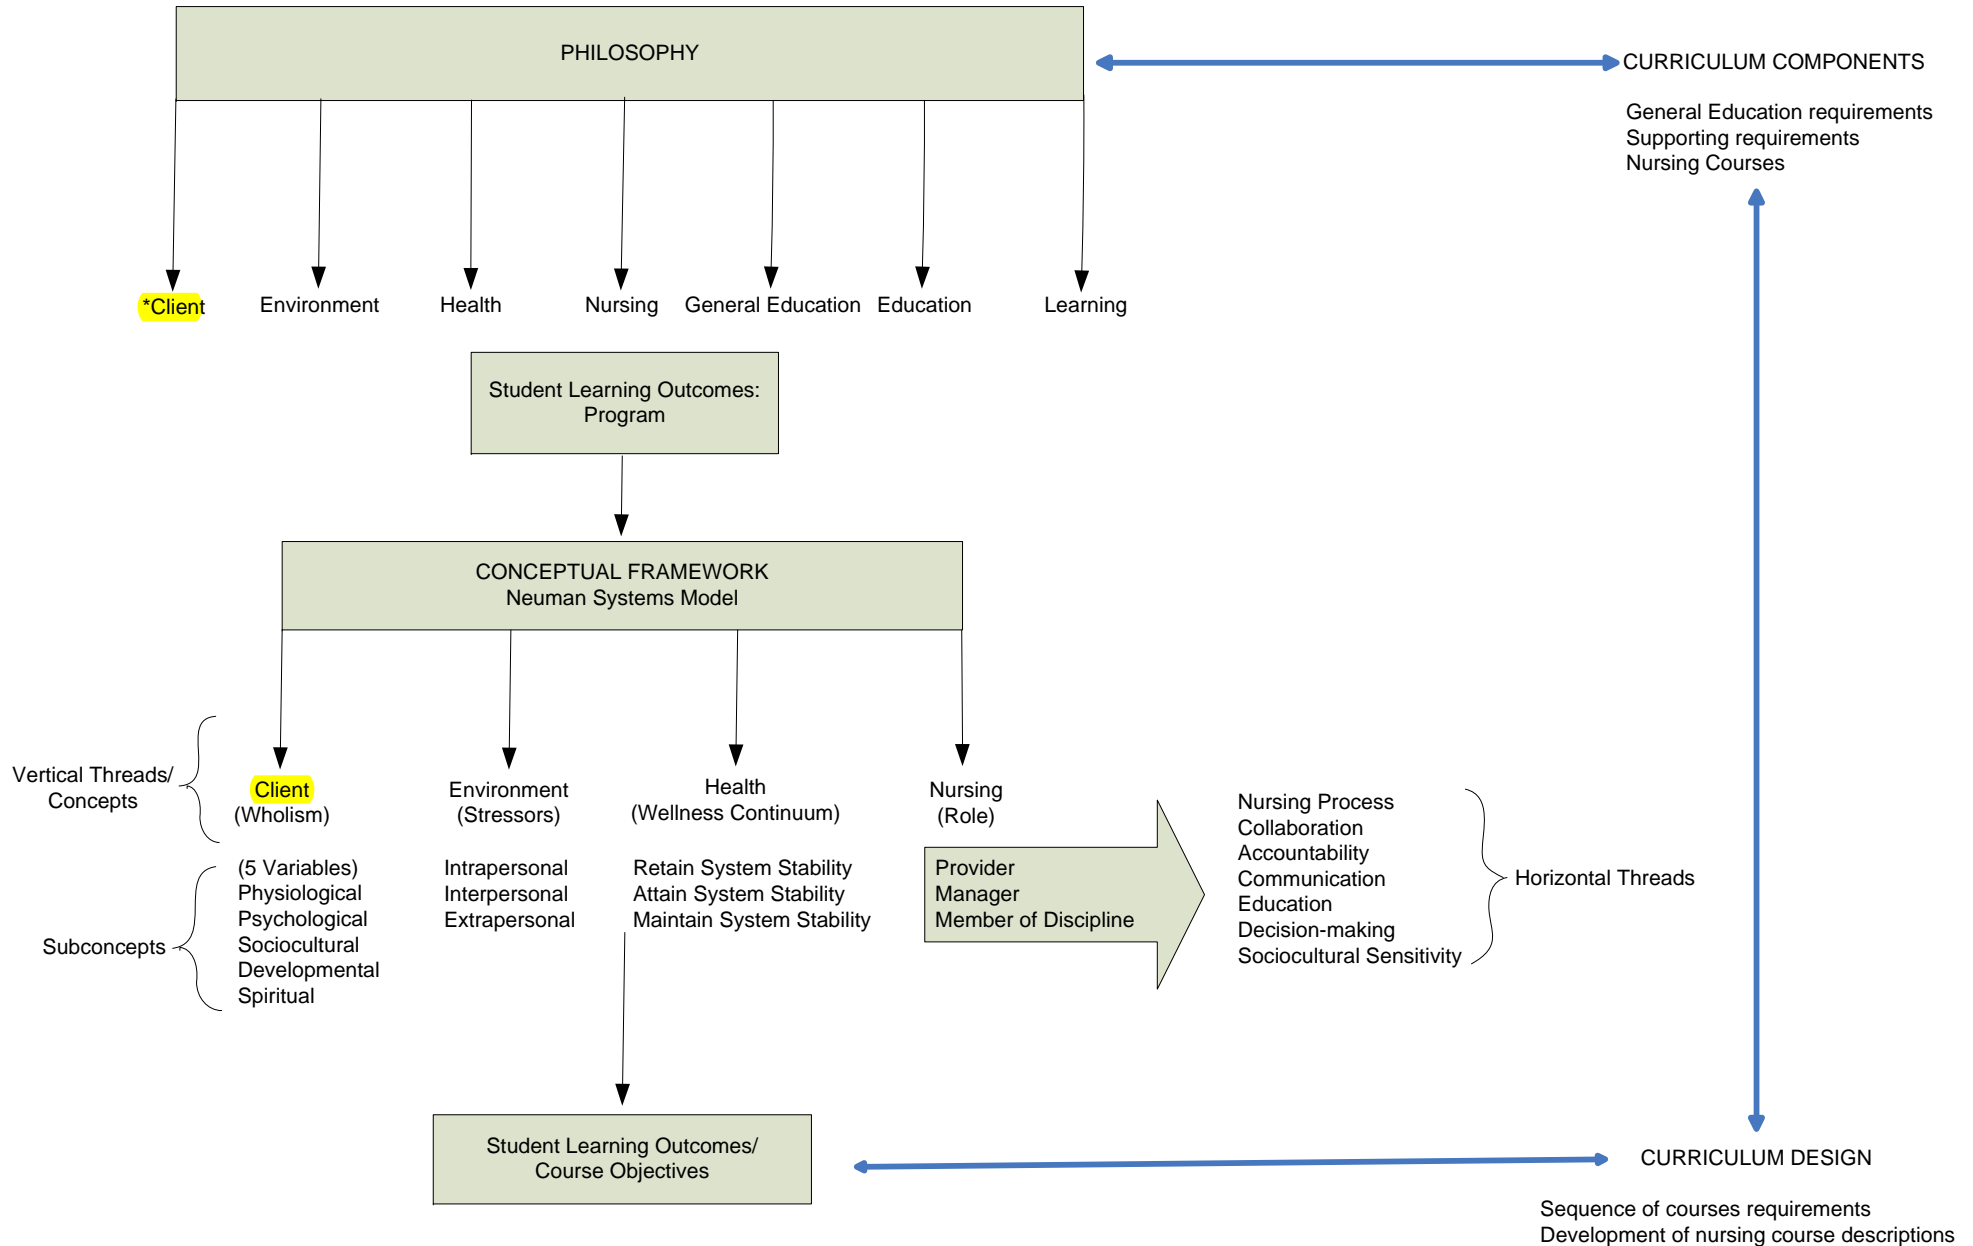 PHILOSOPHY
CURRICULUM COMPONENTS
General Education requirements
Supporting requirements
Nursing Courses
*Client
Environment
Health
Nursing
General Education
Education
Learning
Student Learning Outcomes:
Program
CONCEPTUAL FRAMEWORK
Neuman Systems Model
Vertical Threads/
Concepts
Client
(Wholism)
Environment
(Stressors)
Health
(Wellness Continuum)
Nursing
(Role)
Subconcepts
(5 Variables)
Physiological
Psychological
Sociocultural
Developmental
Spiritual
Intrapersonal
Interpersonal
Extrapersonal
Retain System Stability
Attain System Stability
Maintain System Stability
Provider
Manager
Member of Discipline
Nursing Process
Collaboration
Accountability
Communication
Education
Decision-making
Sociocultural Sensitivity
Horizontal Threads
Student Learning Outcomes/
Course Objectives
CURRICULUM DESIGN
Sequence of courses requirements
Development of nursing course descriptions